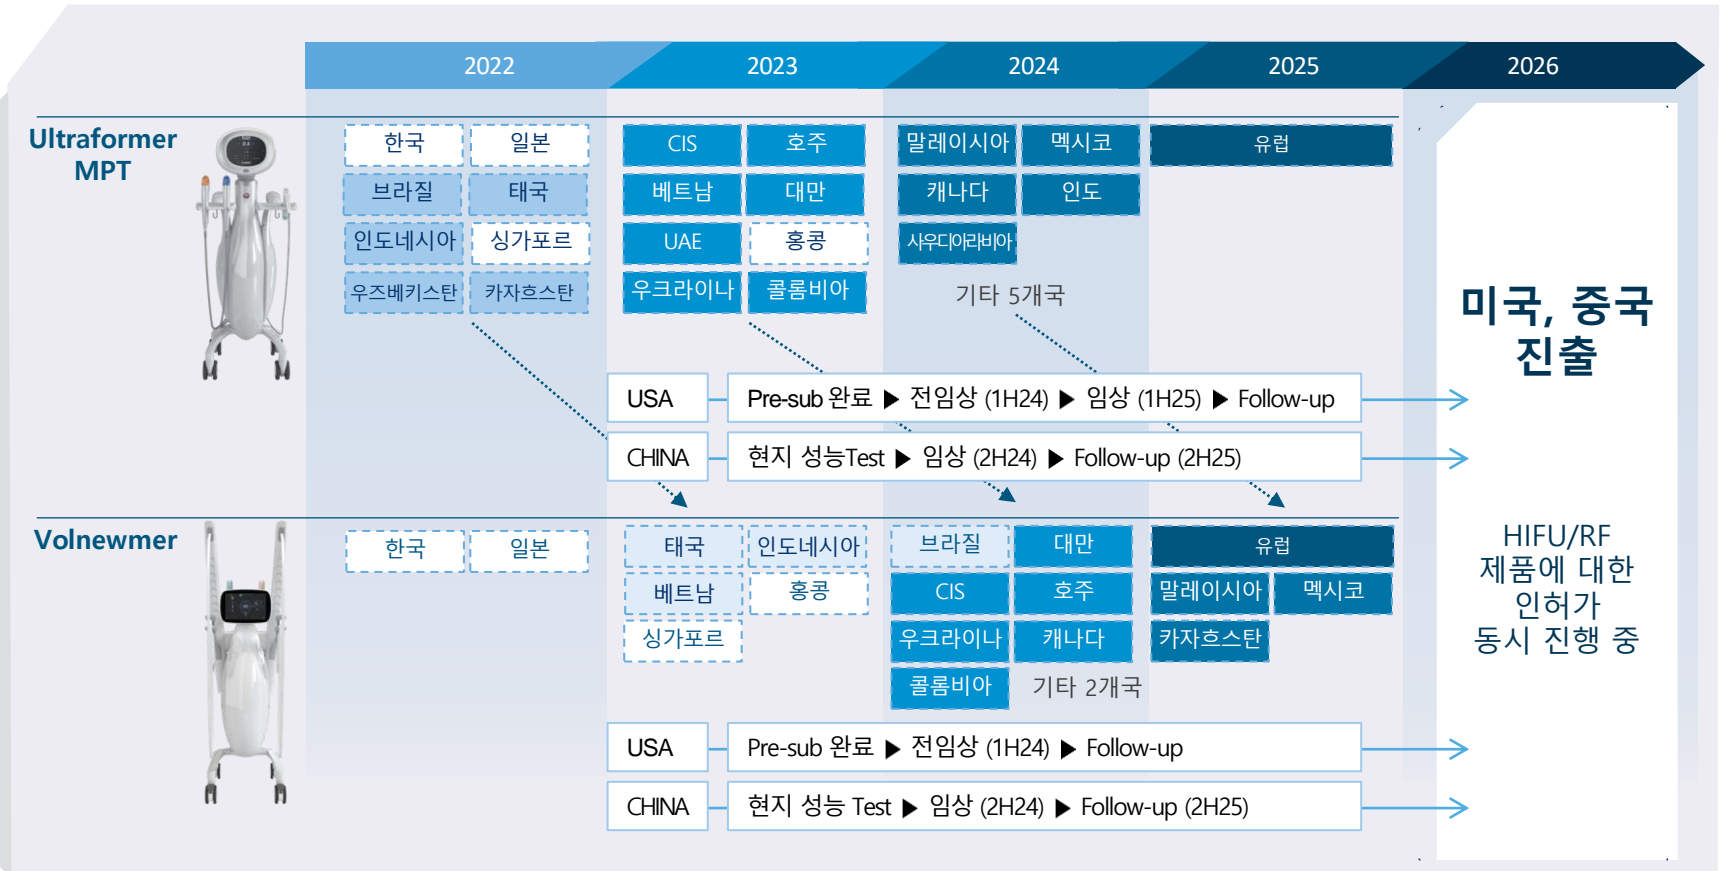 2022 2023 2024 2025 2026
Ultraformer
MPT
한국 일본 CIS 호주 말레이시아 멕시코 유럽
브라질 태국 베트남 대만 캐나다 인도
인도네시아 싱가포르 UAE 홍콩 사우디아라비아
우즈베키스탄 카자흐스탄 우크라이나 콜롬비아 기타 5개국
USA Pre-sub 완료 ▶ 전임상 (1H24) ▶ 임상 (1H25) ▶ Follow-up
CHINA 현지 성능Test ▶ 임상 (2H24) ▶ Follow-up (2H25)
Volnewmer
한국 일본 태국 인도네시아 브라질 대만 유럽
베트남 홍콩 CIS 호주 말레이시아 멕시코
싱가포르 우크라이나 캐나다 카자흐스탄
콜롬비아 기타 2개국
USA Pre-sub 완료 ▶ 전임상 (1H24) ▶ Follow-up
CHINA 현지 성능 Test ▶ 임상 (2H24) ▶ Follow-up (2H25)
미국, 중국
진출
HIFU/RF
제품에 대한
인허가
동시 진행 중